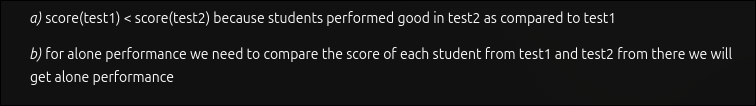 a) score(test1) < score(test2) because students performed good in test2 as compared to test1
b) for alone performance we need to compare the score of each student from test1 and test2 from there we will
get alone performance